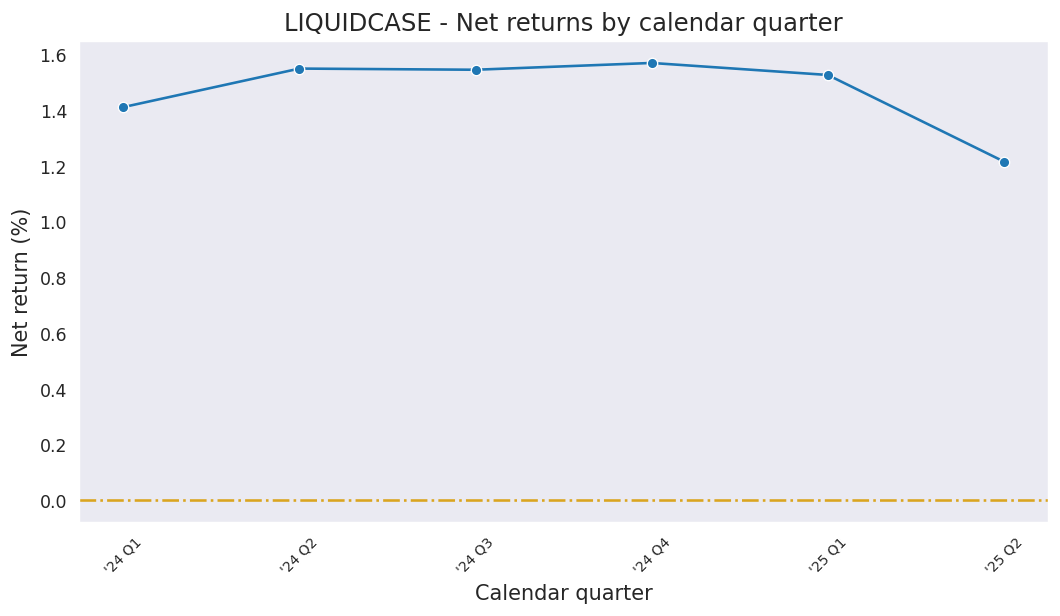 LIQUIDCASE - Net returns by calendar quarter
Net return (%)
1.6
1.4
1.2
1.0
0.8
0.6
0.4
0.2
0.0
'24 Q1
'24 Q2
'24 Q3
'24 Q4
'25 Q1
'25 Q2
Calendar quarter